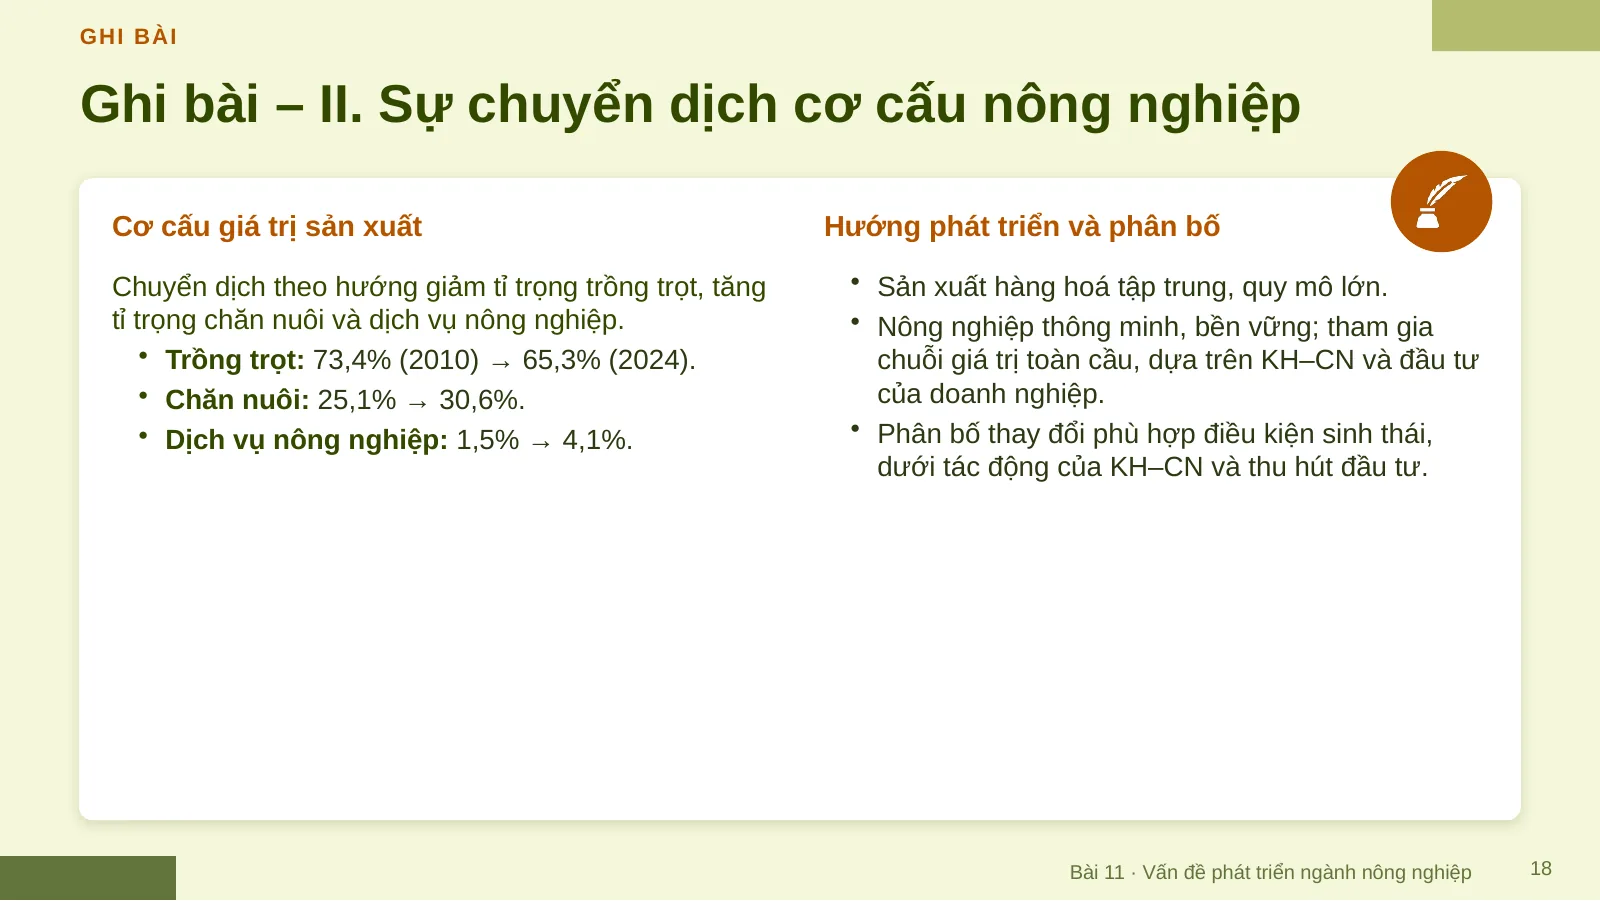 GHI BÀI
Ghi bài – II. Sự chuyển dịch cơ cấu nông nghiệp
Cơ cấu giá trị sản xuất
Chuyển dịch theo hướng giảm tỉ trọng trồng trọt, tăng
tỉ trọng chăn nuôi và dịch vụ nông nghiệp.
• Trồng trọt: 73,4% (2010) → 65,3% (2024).
• Chăn nuôi: 25,1% → 30,6%.
• Dịch vụ nông nghiệp: 1,5% → 4,1%.
Hướng phát triển và phân bố
• Sản xuất hàng hoá tập trung, quy mô lớn.
• Nông nghiệp thông minh, bền vững; tham gia
chuỗi giá trị toàn cầu, dựa trên KH–CN và đầu tư
của doanh nghiệp.
• Phân bố thay đổi phù hợp điều kiện sinh thái,
dưới tác động của KH–CN và thu hút đầu tư.
Bài 11 · Vấn đề phát triển ngành nông nghiệp
18